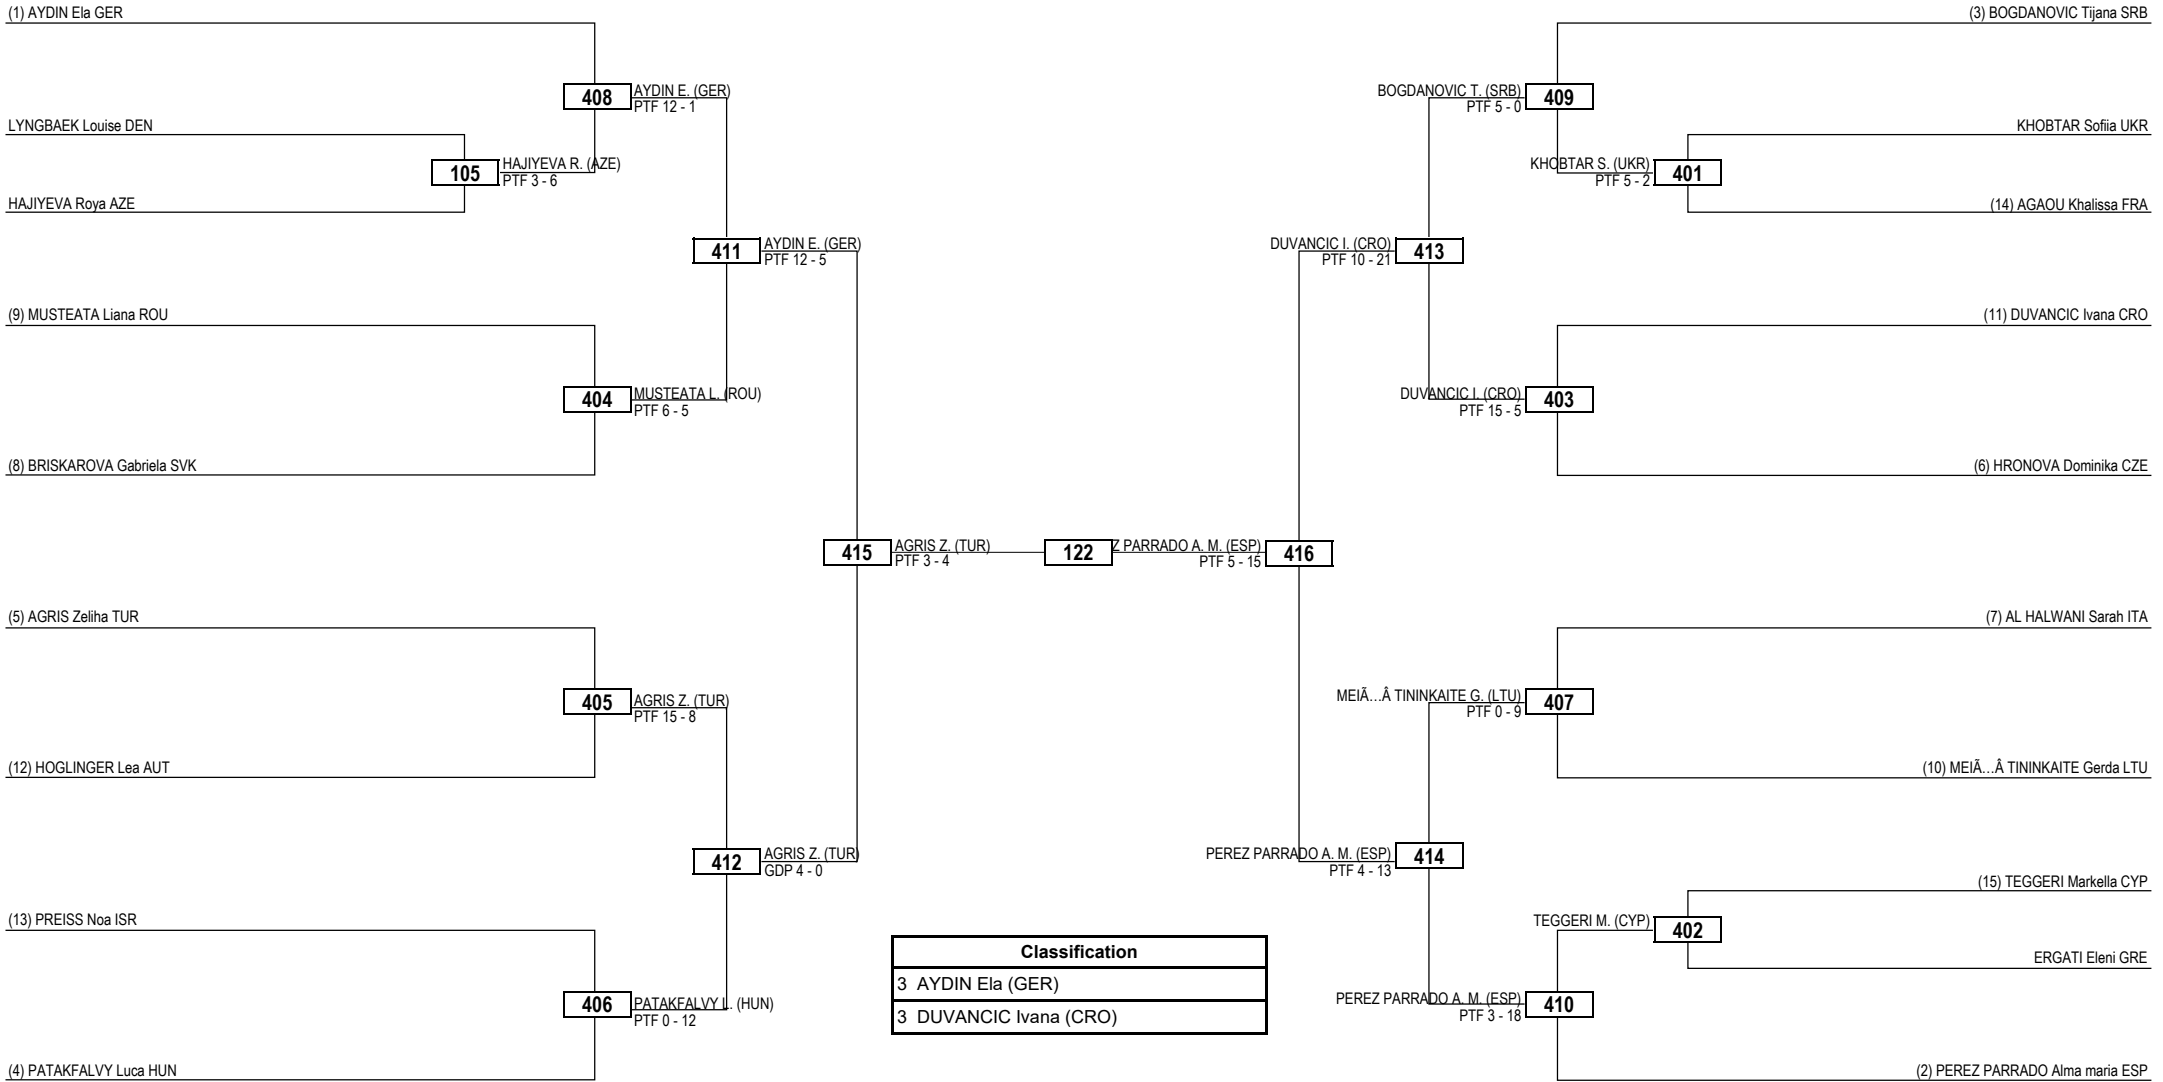 (1) AYDIN Ela GER
408
AYDIN E. (GER)
PTF 12 - 1
LYNGBAEK Louise DEN
105
HAJIYEVA R. (AZE)
PTF 3 - 6
HAJIYEVA Roya AZE
411
AYDIN E. (GER)
PTF 12 - 5
(9) MUSTEATA Liana ROU
404
MUSTEATA L. (ROU)
PTF 6 - 5
(8) BRISKAROVA Gabriela SVK
415
AGRIS Z. (TUR)
PTF 3 - 4
(5) AGRIS Zeliha TUR
405
AGRIS Z. (TUR)
PTF 15 - 8
(12) HOGLINGER Lea AUT
412
AGRIS Z. (TUR)
GDP 4 - 0
(13) PREISS Noa ISR
406
PATAKFALVY L. (HUN)
PTF 0 - 12
(4) PATAKFALVY Luca HUN
122
Z PARRADO A. M. (ESP)
PTF 5 - 15
416
(3) BOGDANOVIC Tijana SRB
BOGDANOVIC T. (SRB)
PTF 5 - 0
409
KHOBTAR Sofiia UKR
KHOBTAR S. (UKR)
PTF 5 - 2
401
(14) AGAOU Khalissa FRA
DUVANCIC I. (CRO)
PTF 10 - 21
413
(11) DUVANCIC Ivana CRO
DUVANCIC I. (CRO)
PTF 15 - 5
403
(6) HRONOVA Dominika CZE
(7) AL HALWANI Sarah ITA
MEIÃ…Â TININKAITE G. (LTU)
PTF 0 - 9
407
(10) MEIÃ…Â TININKAITE Gerda LTU
PEREZ PARRADO A. M. (ESP)
PTF 4 - 13
414
(15) TEGGERI Markella CYP
TEGGERI M. (CYP)
402
ERGATI Eleni GRE
PEREZ PARRADO A. M. (ESP)
PTF 3 - 18
410
(2) PEREZ PARRADO Alma maria ESP
Classification
3 AYDIN Ela (GER)
3 DUVANCIC Ivana (CRO)